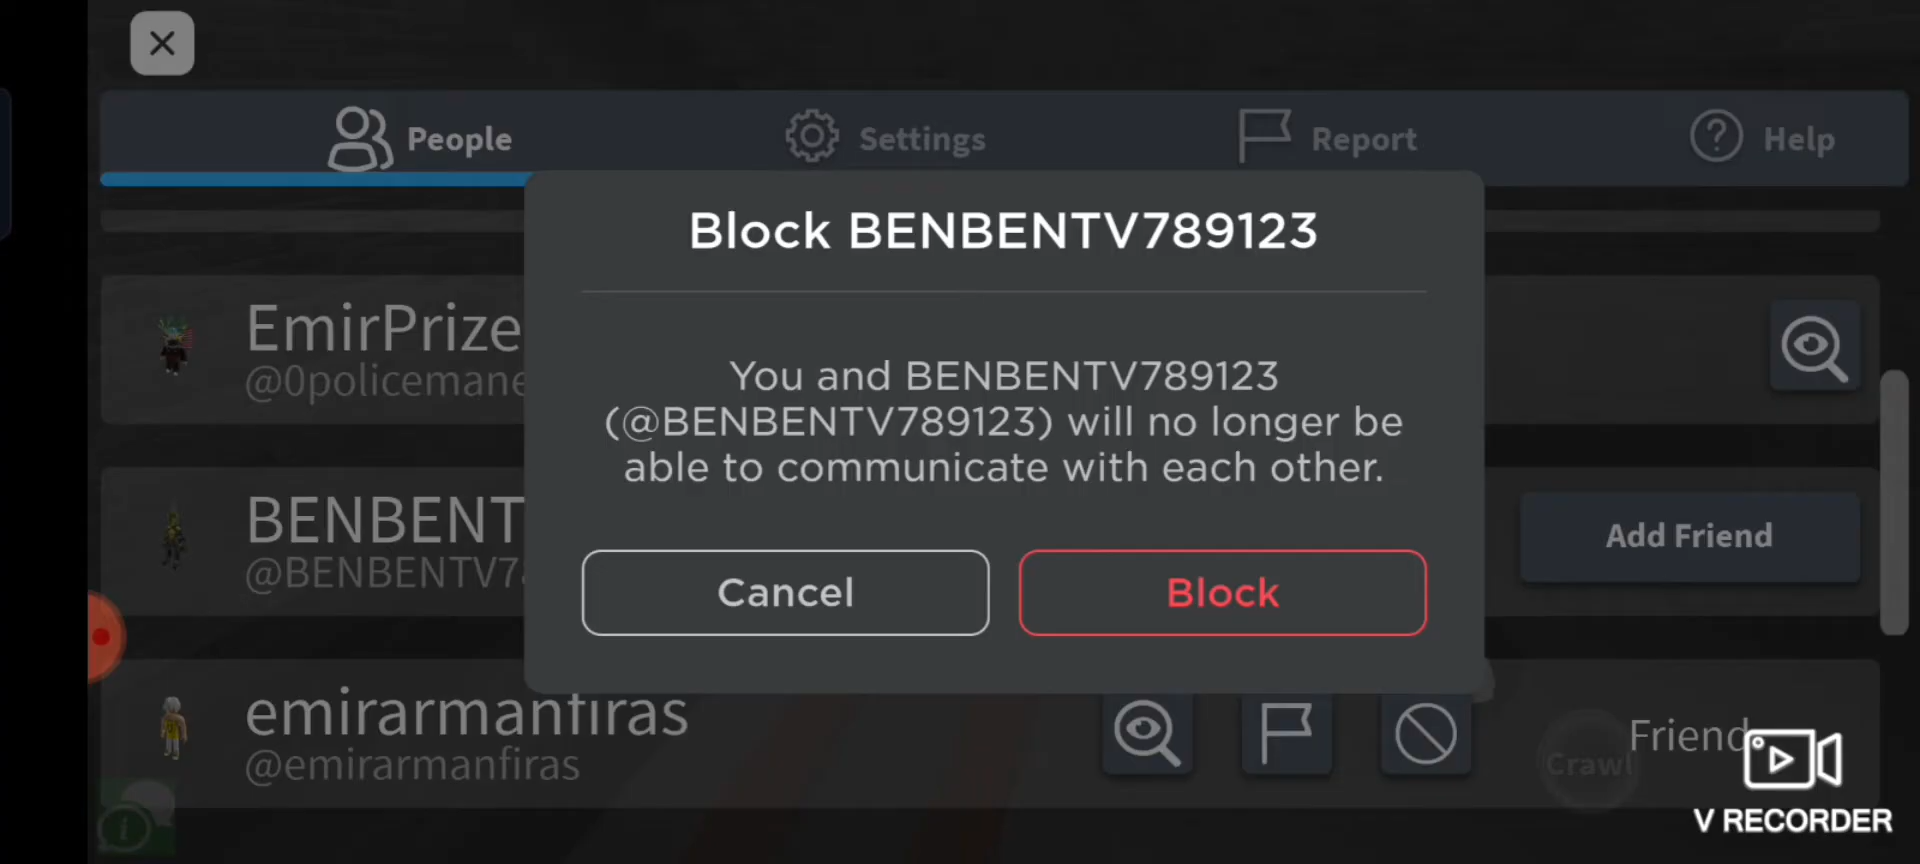 People
Settings
Report
Help
Block BENBENTV789123
EmirPrize
@0policemane
You and BENBENTV789123
(@BENBENTV789123) will no longer be
able to communicate with each other.
BENBENT
@BENBENTV7
Add Friend
Cancel
Block
emirarmanfiras
@emirarmanfiras
Friend
Crawl
V RECORDER